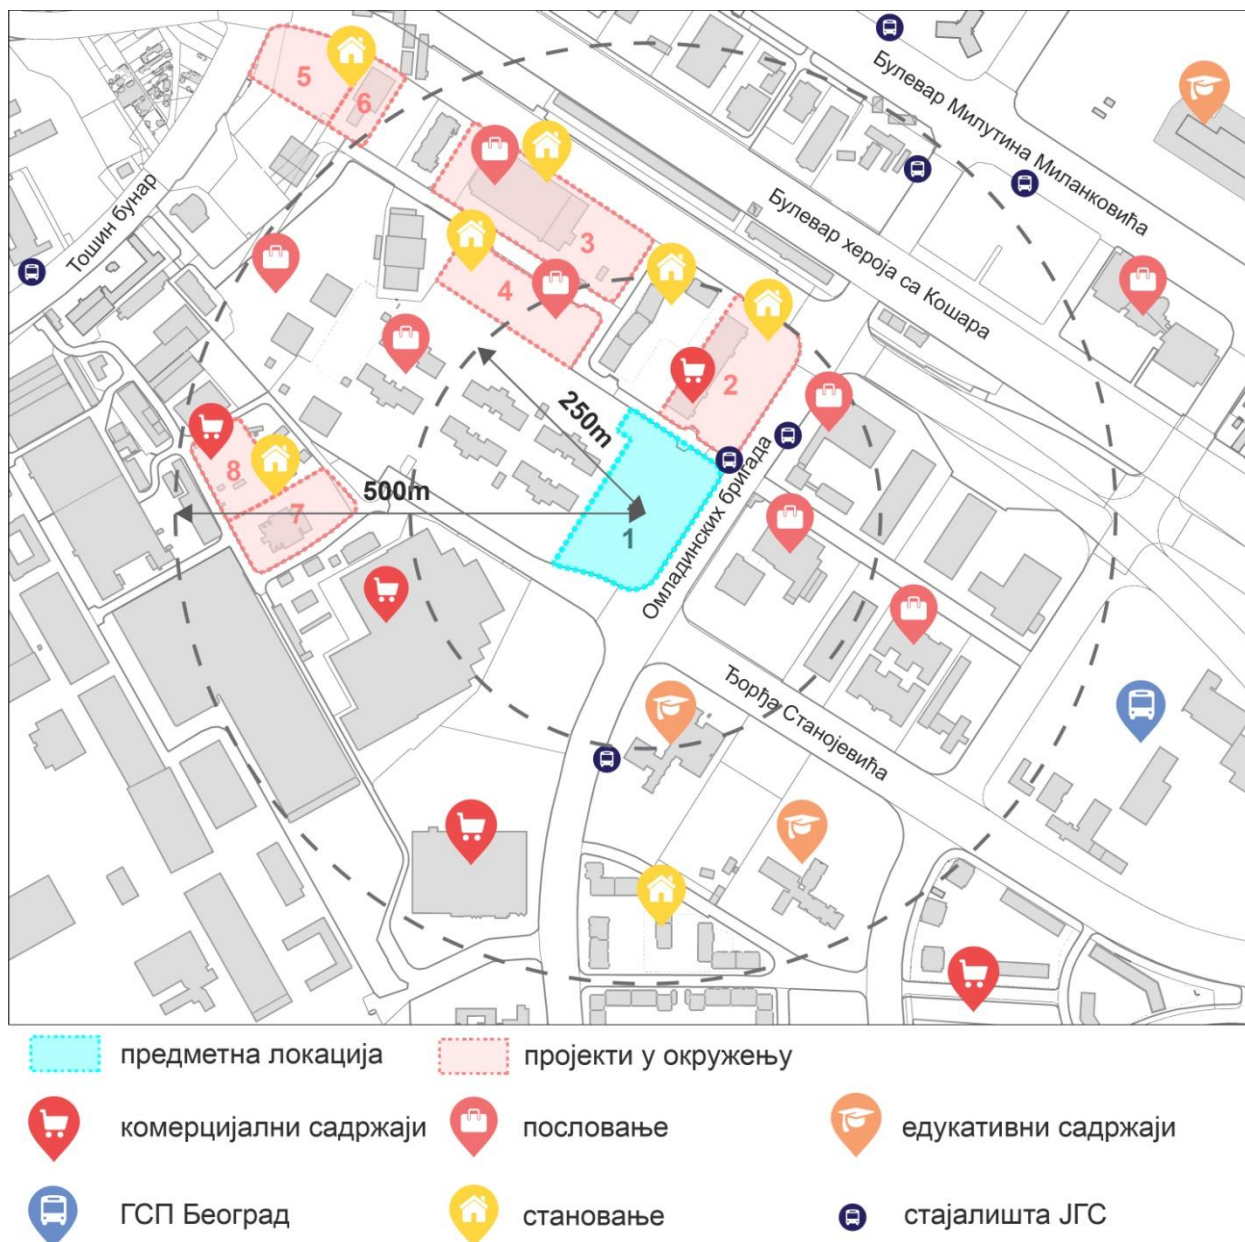 Булевар Милутина Миланковића
5
6
Тошин бунар
Булевар хероја са Кошара
3
4
2
250m
8
500m
7
1
Омладинских бригада
Ђорђа Станојевића
предметна локација
пројекти у окружењу
комерцијални садржаји
пословање
едукативни садржаји
ГСП Београд
становање
стајалишта ЈГС